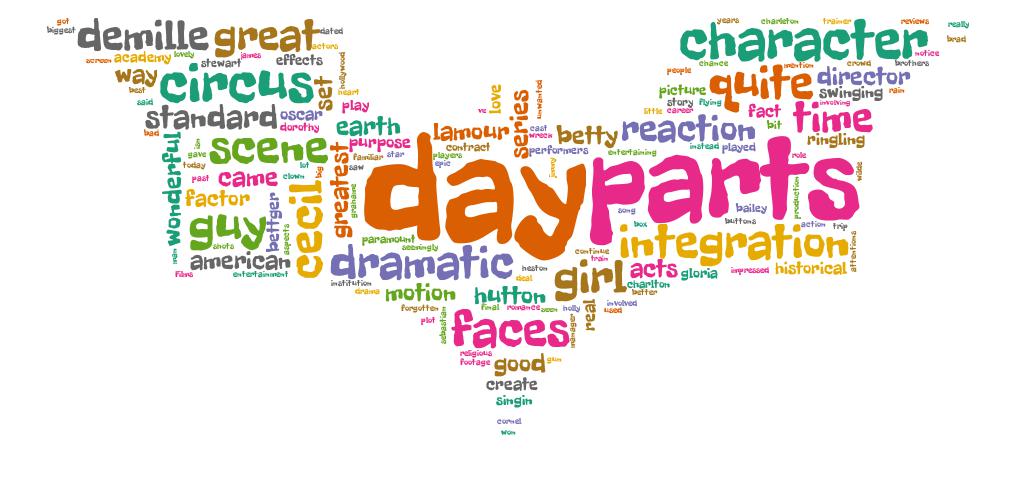 got
biggest
demille
great
dated
actors
screen
academy
lovely
stewart
james
effects
hollywood
way
circus
set
best
heart
said
play
standard
oscar
dorothy
bad
earth
purpose
wonderful
ism
scene
gave
today
lot
familiar
star
saw
past
came
clown
big
greatest
factor
cecil
grahame
guy
bettger
shots
aspects
american
man
films
entertainment
years
charleton
trainer
reviews
really
character
brad
notice
chance
mention
crowd
brothers
people
quite
director
picture
swinging
rain
story
flying
involving
little
career
fact
time
love
ve
series
unwanted
lamour
cast
wreck
betty
reaction
bit
ringling
contract
performers
instead
played
players
epic
entertaining
jimmy
role
wilde
day
parts
production
song
bailey
buttons
action
trip
box
paramount
seemingly
integration
attentions
continue
train
dramatic
heston
girl
acts
gloria
impressed
historical
institution
deal
charlton
better
drama
motion
hutton
forgotten
final
romance
seen
holly
involved
used
real
plot
sebastian
faces
manager
religious
footage
good
gun
create
singin
cornel
won